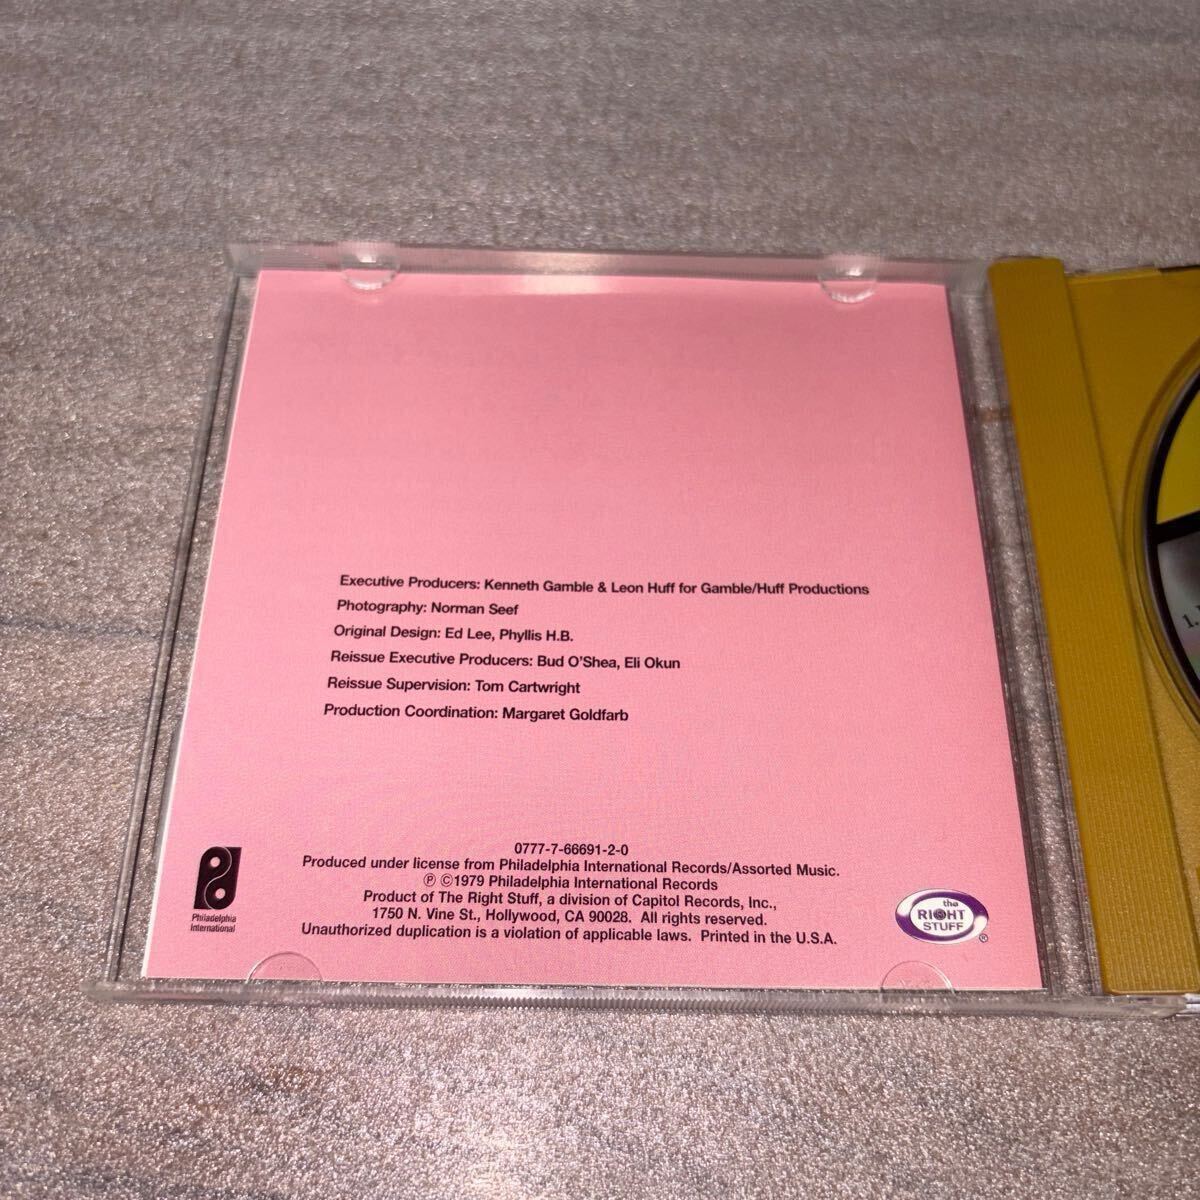 Executive Producers: Kenneth Gamble & Leon Huff for Gamble/Huff Productions
Photography: Norman Seef
Original Design: Ed Lee, Phyllis H.B.
Reissue Executive Producers: Bud O'Shea, Eli Okun
Reissue Supervision: Tom Cartwright
Production Coordination: Margaret Goldfarb
0777-7-66691-2-0
Produced under license from Philadelphia International Records/Assorted Music.
℗ ©1979 Philadelphia International Records
Product of The Right Stuff, a division of Capitol Records, Inc.,
1750 N. Vine St., Hollywood, CA 90028. All rights reserved.
Unauthorized duplication is a violation of applicable laws. Printed in the U.S.A.
Philadelphia
International
the
RIGHT
STUFF
®
1.